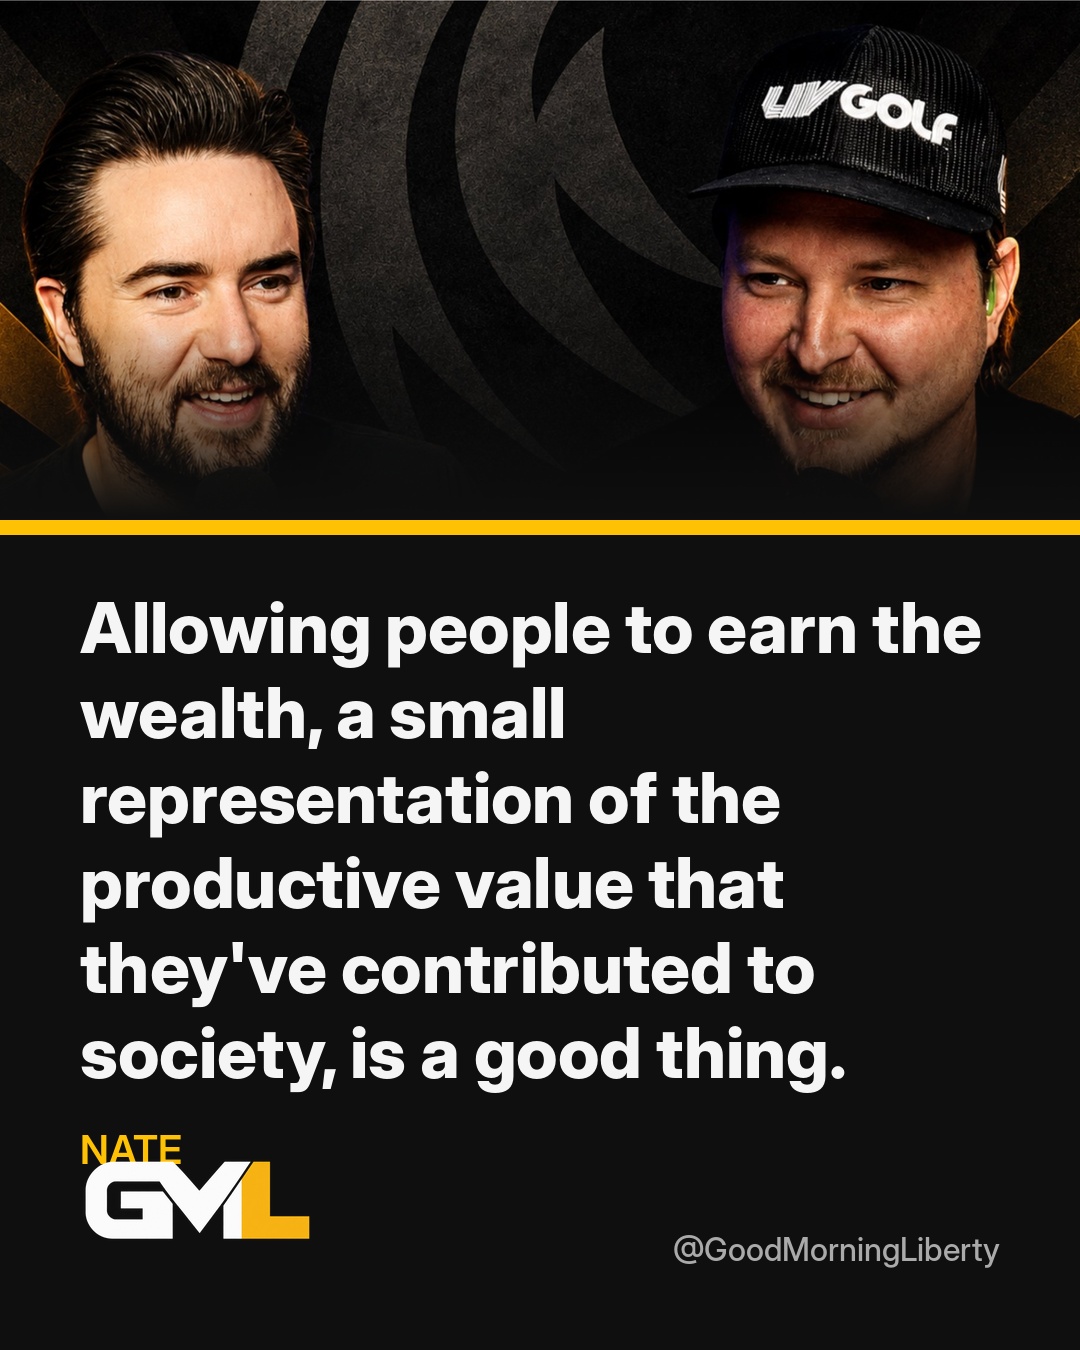 LIV GOLF
Allowing people to earn the
wealth, a small
representation of the
productive value that
they've contributed to
society, is a good thing.
NATE
GML
@GoodMorningLiberty